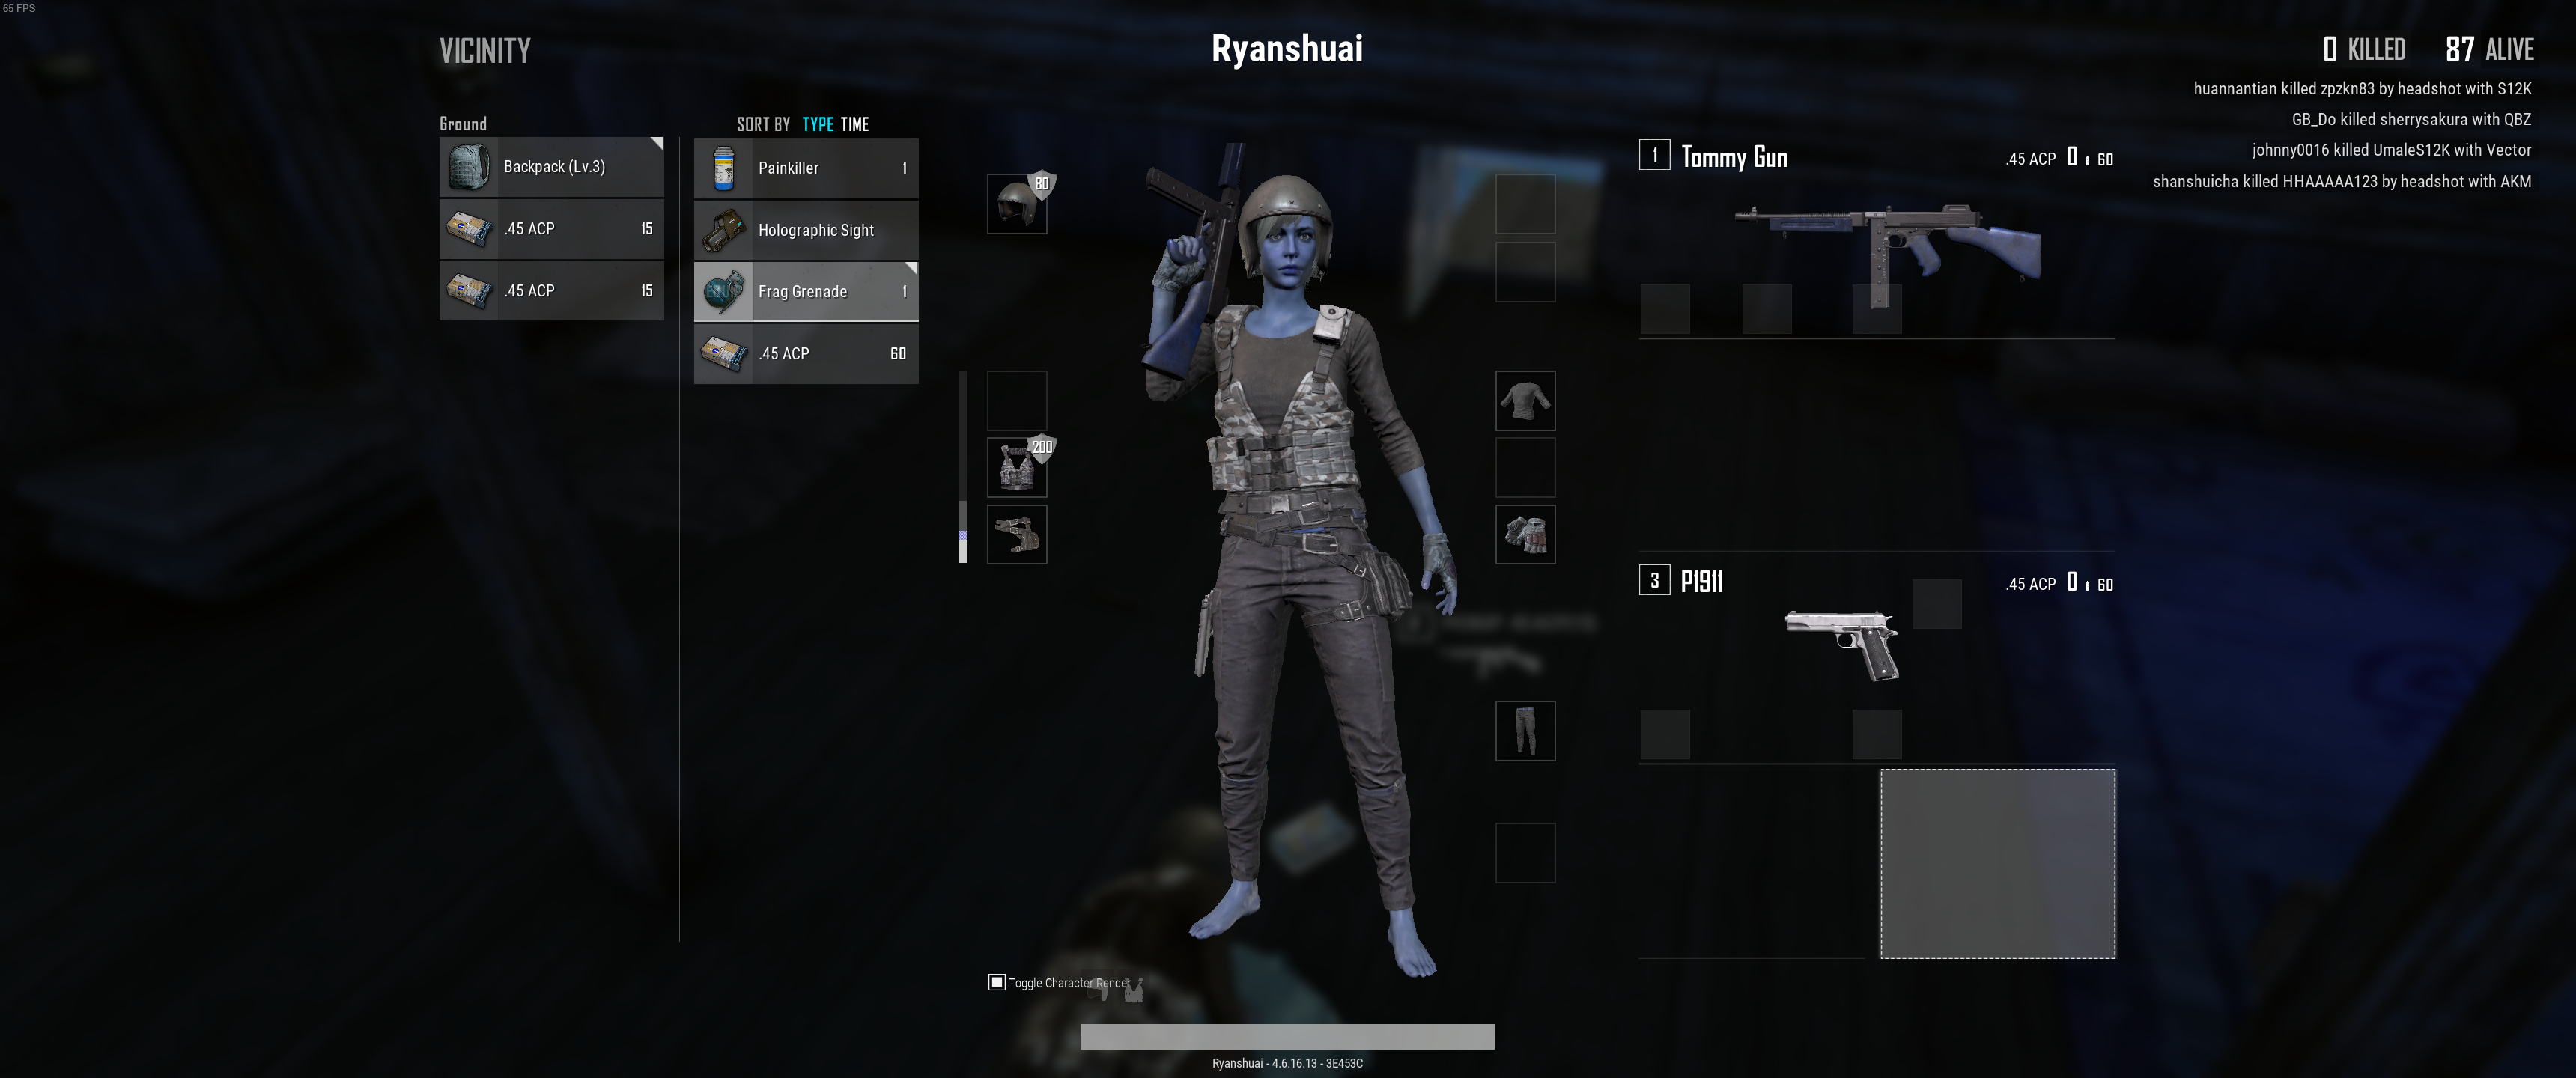 65 FPS
VICINITY
Ryanshuai
0 KILLED 87 ALIVE
huannantian killed zpzkn83 by headshot with S12K
GB_Do killed sherrysakura with QBZ
johnny0016 killed UmaleS12K with Vector
shanshuicha killed HHAAAAA123 by headshot with AKM
Ground
SORT BY TYPE TIME
Backpack (Lv.3)
.45 ACP 15
.45 ACP 15
Painkiller 1
Holographic Sight
Frag Grenade 1
.45 ACP 60
80
200
1 Tommy Gun .45 ACP 0 60
3 P1911 .45 ACP 0 60
Toggle Character Render
Ryanshuai - 4.6.16.13 - 3E453C